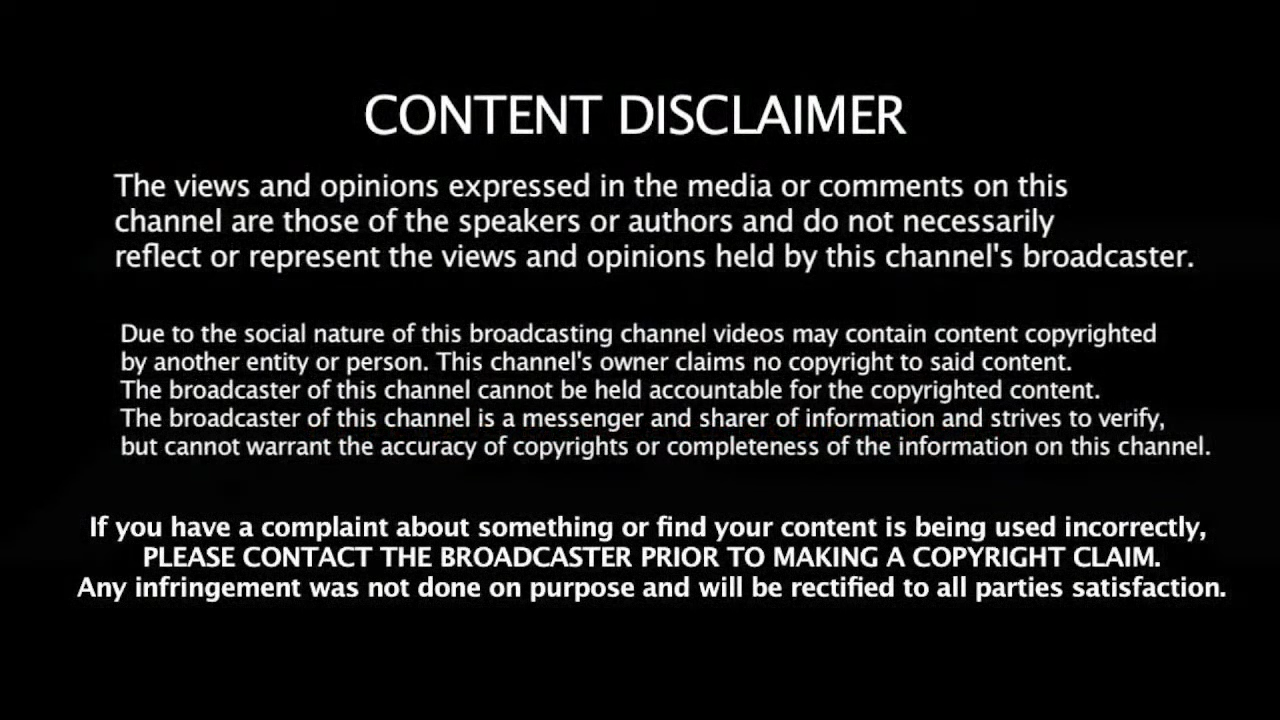 CONTENT DISCLAIMER
The views and opinions expressed in the media or comments on this
channel are those of the speakers or authors and do not necessarily
reflect or represent the views and opinions held by this channel's broadcaster.
Due to the social nature of this broadcasting channel videos may contain content copyrighted
by another entity or person. This channel's owner claims no copyright to said content.
The broadcaster of this channel cannot be held accountable for the copyrighted content.
The broadcaster of this channel is a messenger and sharer of information and strives to verify,
but cannot warrant the accuracy of copyrights or completeness of the information on this channel.
If you have a complaint about something or find your content is being used incorrectly,
PLEASE CONTACT THE BROADCASTER PRIOR TO MAKING A COPYRIGHT CLAIM.
Any infringement was not done on purpose and will be rectified to all parties satisfaction.